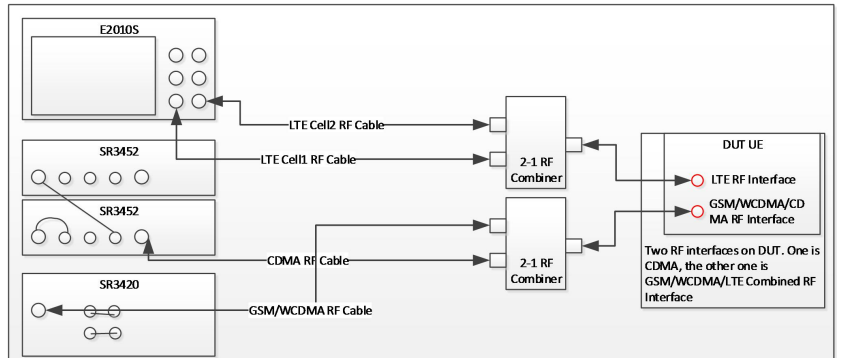 E2010S
LTE Cell2 RF Cable
LTE Cell1 RF Cable
2-1 RF
Combiner
DUT UE
LTE RF Interface
GSM/WCDMA/CD
MA RF Interface
Two RF interfaces on DUT. One is
CDMA, the other one is
GSM/WCDMA/LTE Combined RF
Interface
SR3452
SR3452
CDMA RF Cable
2-1 RF
Combiner
SR3420
GSM/WCDMA RF Cable